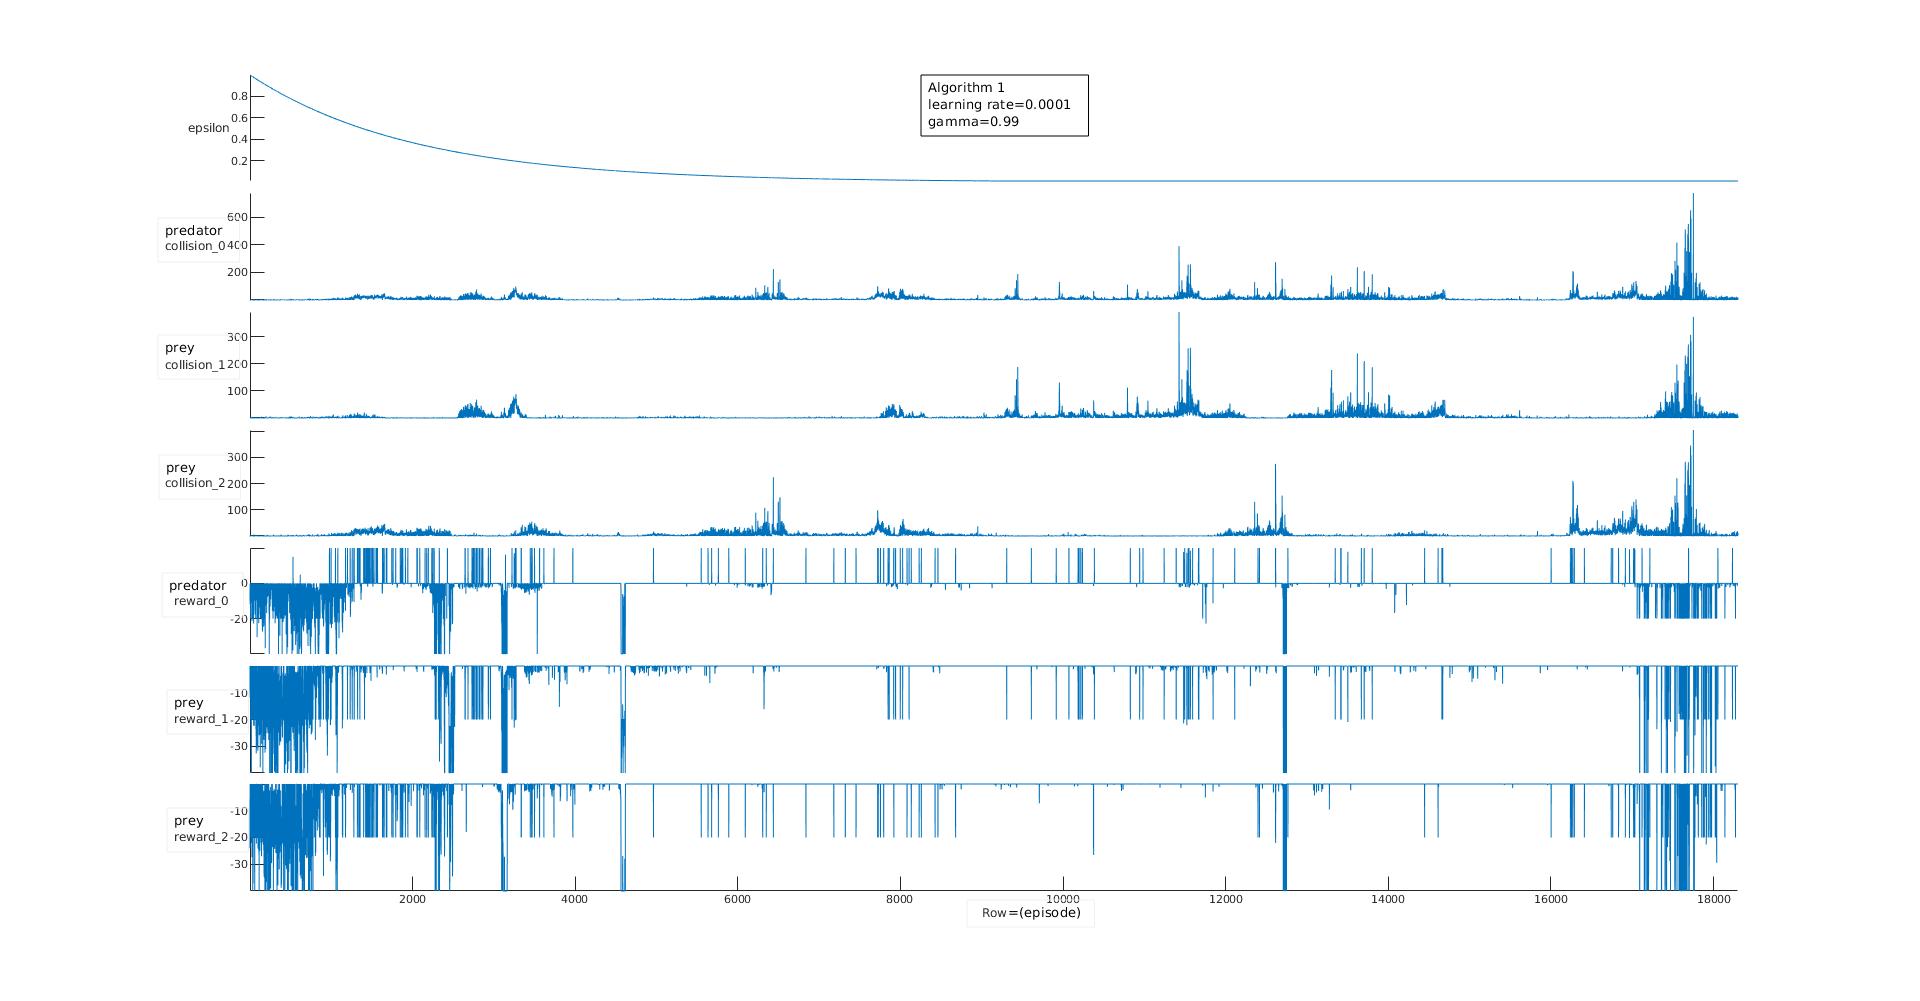 Algorithm 1
learning rate=0.0001
gamma=0.99
epsilon
0.8
0.6
0.4
0.2
predator
collision_0
600
400
200
prey
collision_1
300
200
100
prey
collision_2
300
200
100
predator
reward_0
0
-20
prey
reward_1
-10
-20
-30
prey
reward_2
-10
-20
-30
2000 4000 6000 8000 10000 12000 14000 16000 18000
Row=(episode)